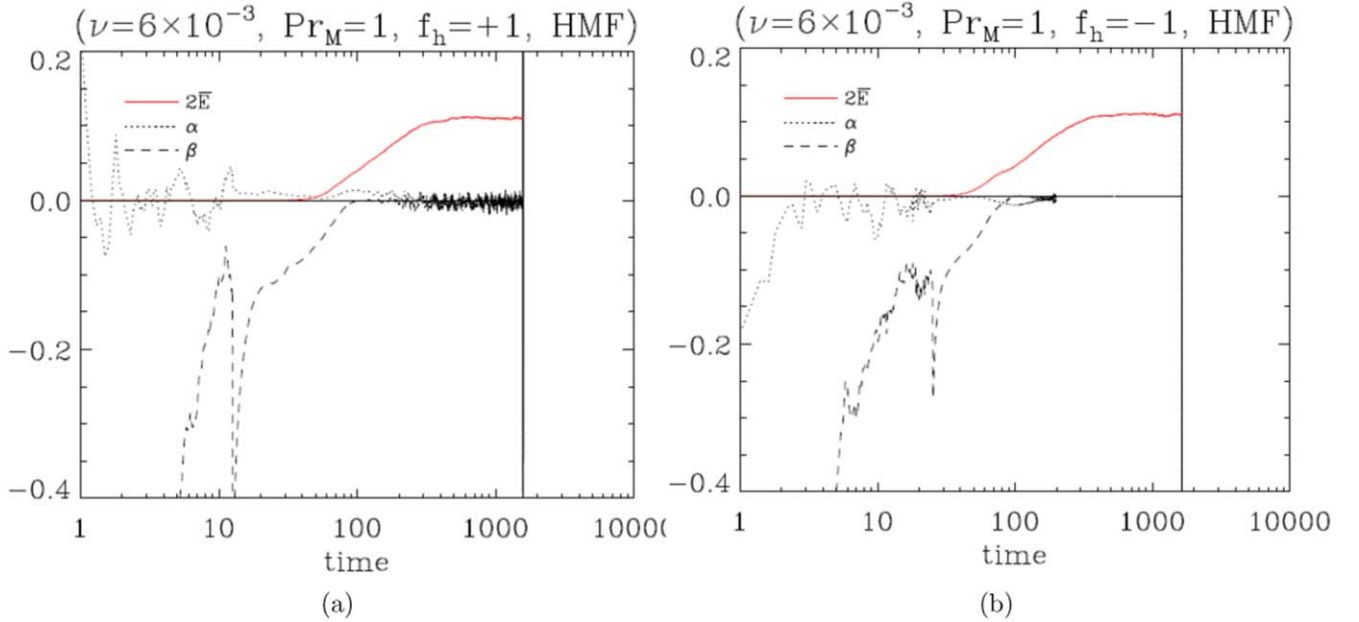 (ν=6×10⁻³, Pr_M=1, f_h=+1, HMF)
0.2
2E̅
α
β
0.0
−0.2
−0.4
1 10 100 1000 1000(
time
(a)
(ν=6×10⁻³, Pr_M=1, f_h=−1, HMF)
0.2
2E̅
α
β
0.0
−0.2
−0.4
1 10 100 1000 10000
time
(b)